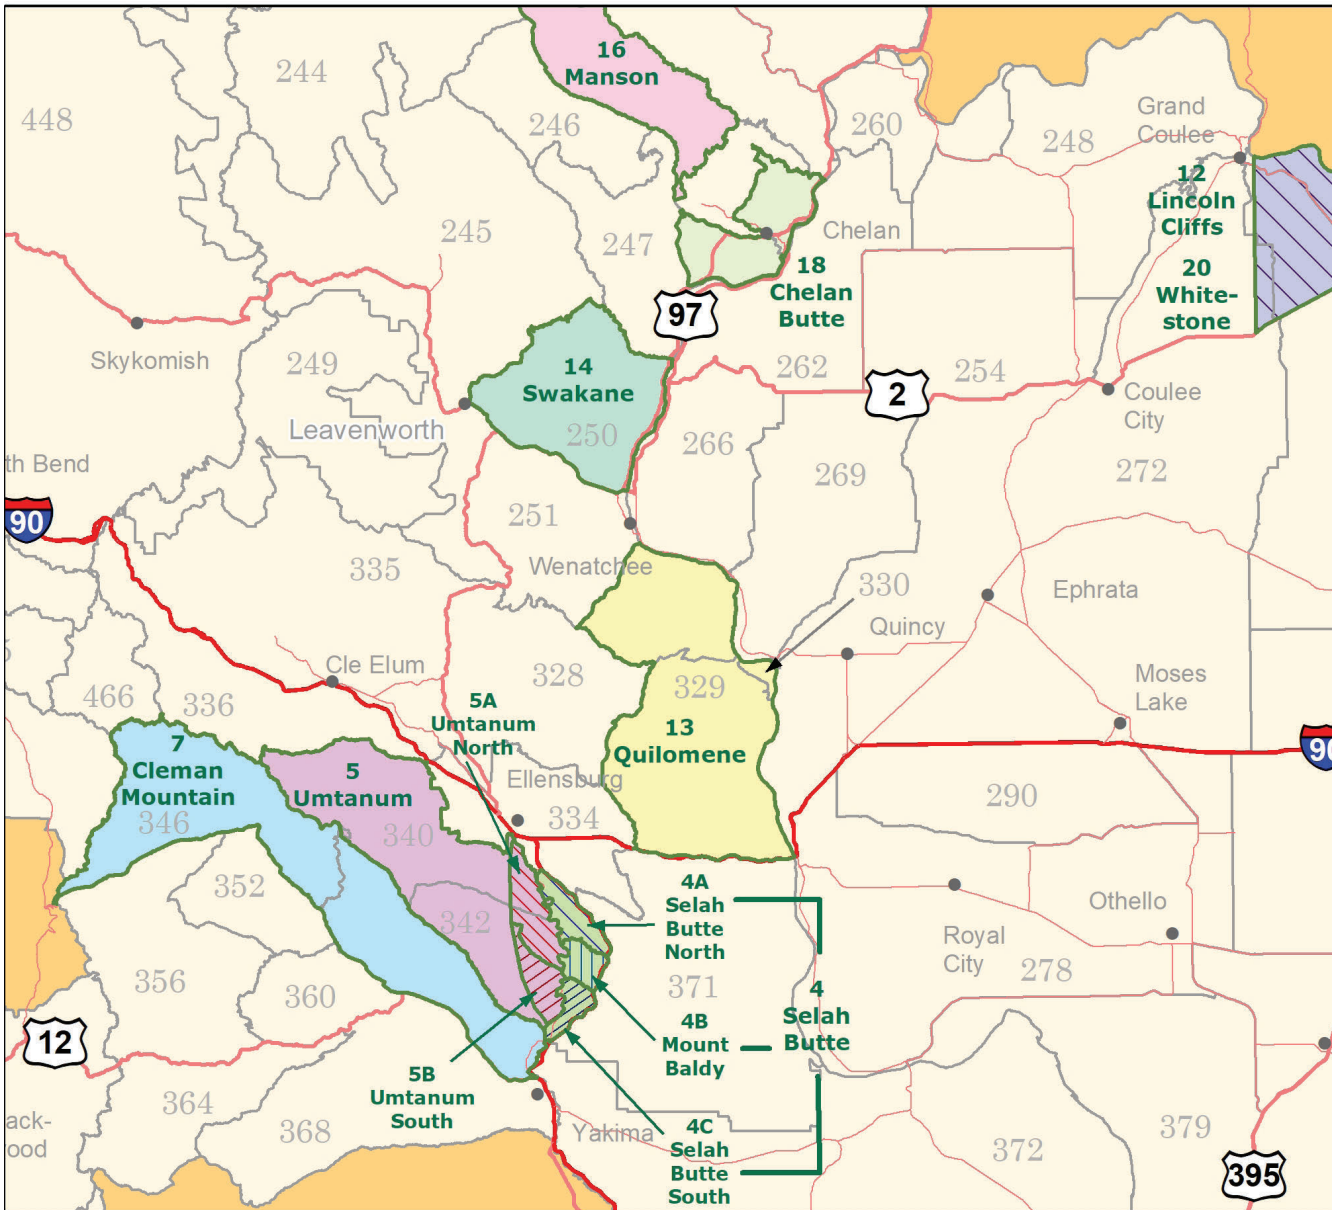 16
Manson
244
448
246
260
248
Grand
Coulee
12
Lincoln
Cliffs
245
247
Chelan
18
Chelan
Butte
20
White-
stone
97
Skykomish
249
14
Swakane
262
2
254
Coulee
City
Leavenworth
250
266
th Bend
269
272
90
251
335
Wenatchee
330
Ephrata
Quincy
Cle Elum
328
329
Moses
Lake
466
336
5A
Umtanum
North
13
Quilomene
7
Cleman
Mountain
5
Umtanum
Ellensburg
90
346
340
334
290
352
342
4A
Selah
Butte
North
Othello
Royal
City
356
360
371
278
4
Selah
Butte
12
4B
Mount
Baldy
5B
Umtanum
South
364
368
ack-
ood
Yakima
4C
Selah
Butte
South
372
379
395